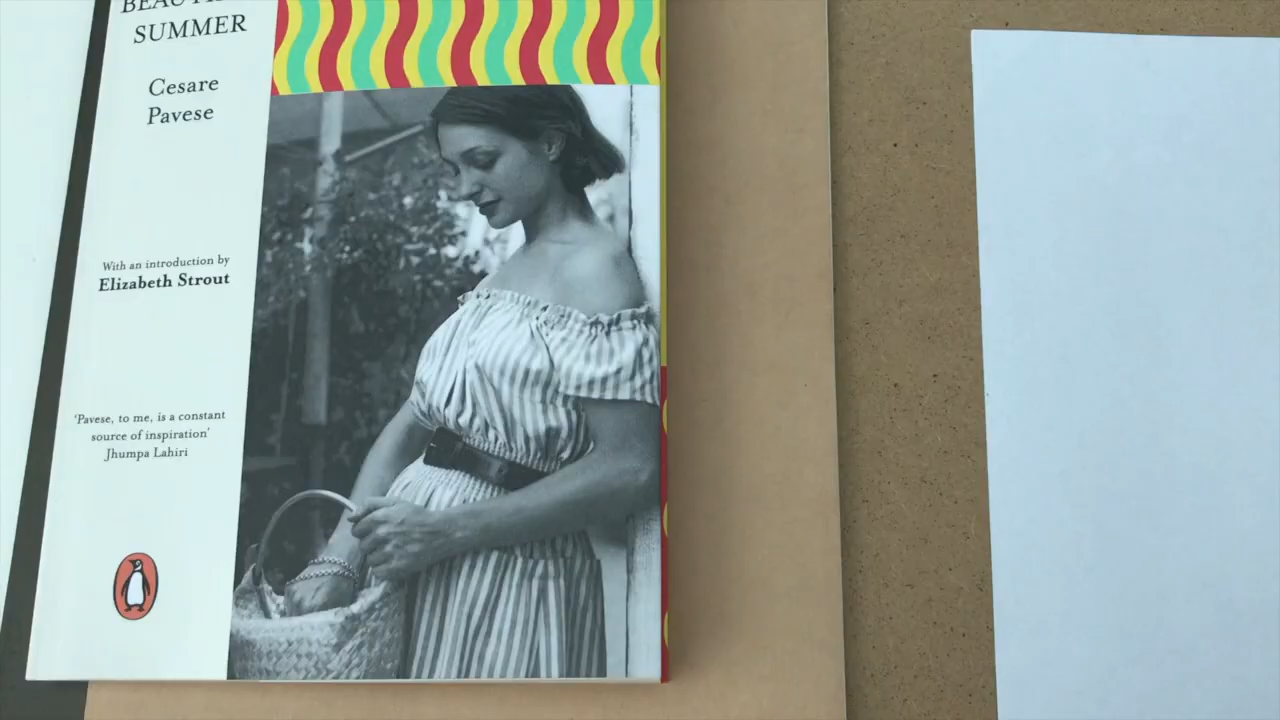 SUMMER
Cesare
Pavese
With an introduction by
Elizabeth Strout
'Pavese, to me, is a constant
source of inspiration'
Jhumpa Lahiri